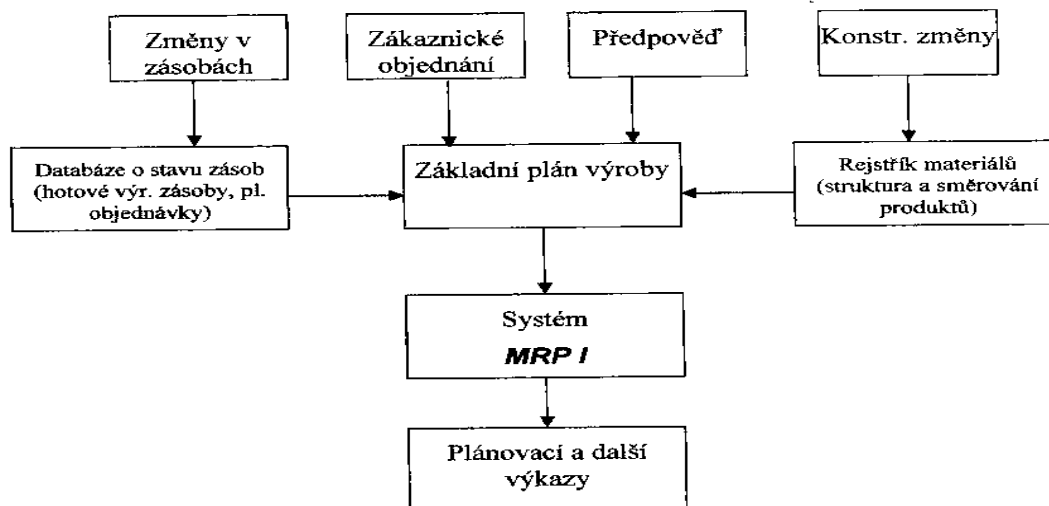 Změny v
zásobách
Zákaznické
objednání
Předpověď
Konstr. změny
Databáze o stavu zásob
(hotové výr. zásoby, pl.
objednávky)
Základní plán výroby
Rejstřík materiálů
(struktura a směrování
produktů)
Systém
MRP I
Plánovací a další
výkazy